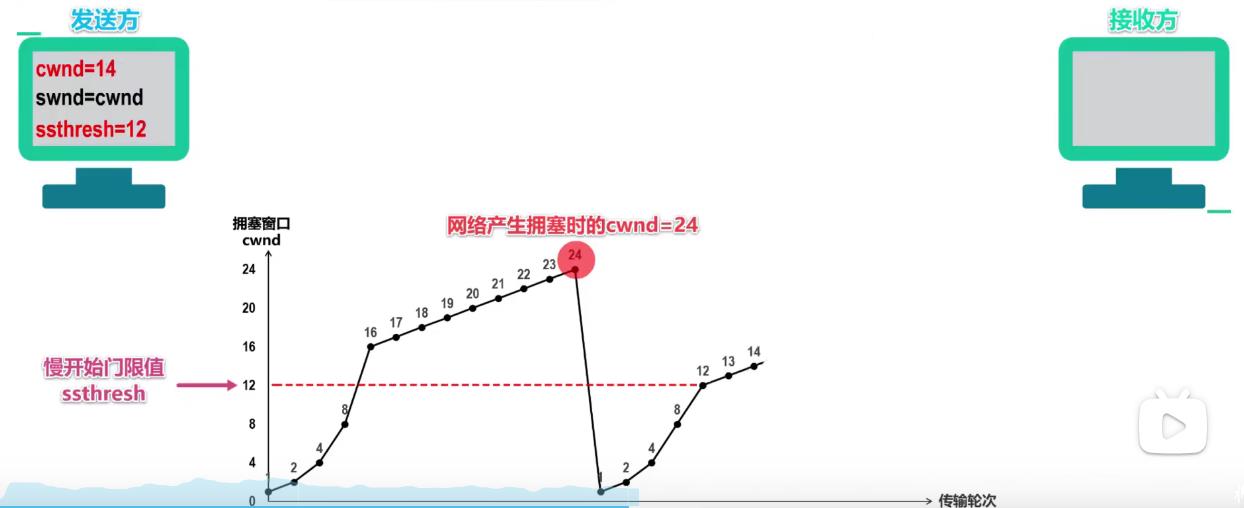 发送方
接收方
cwnd=14
swnd=cwnd
ssthresh=12
拥塞窗口
cwnd
网络产生拥塞时的cwnd=24
24
20
16
12
8
4
0
慢开始门限值
ssthresh
1
2
4
8
16
17
18
19
20
21
22
23
24
1
2
4
8
12
13
14
传输轮次